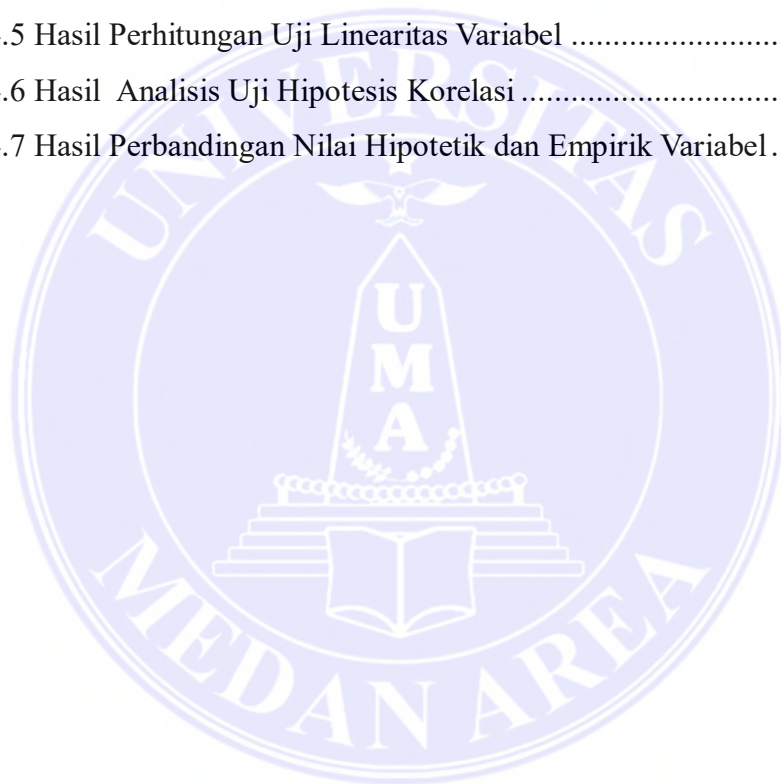 .5 Hasil Perhitungan Uji Linearitas Variabel ..........................
.6 Hasil Analisis Uji Hipotesis Korelasi ................................
.7 Hasil Perbandingan Nilai Hipotetik dan Empirik Variabel .
UNIVERSITAS
U
M
A
MEDAN AREA